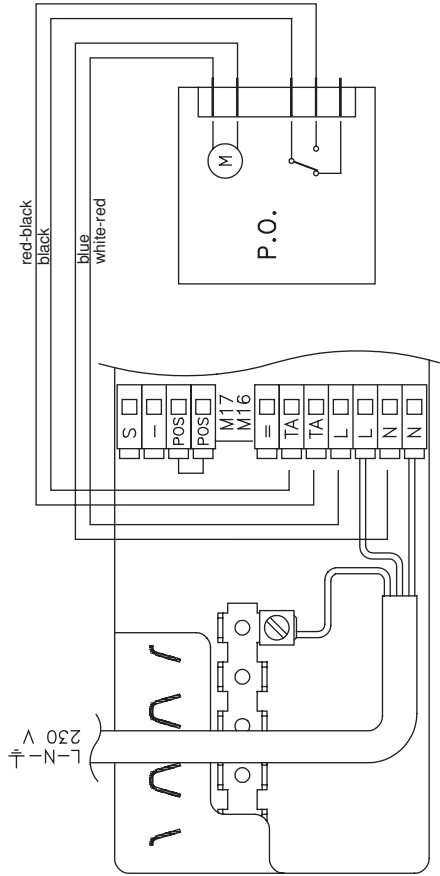 red-black
black
blue
white-red
M
P.O.
S
–
POS
POS
M17
M16
=
TA
TA
L
L
N
N
L–N–⏚
230 V